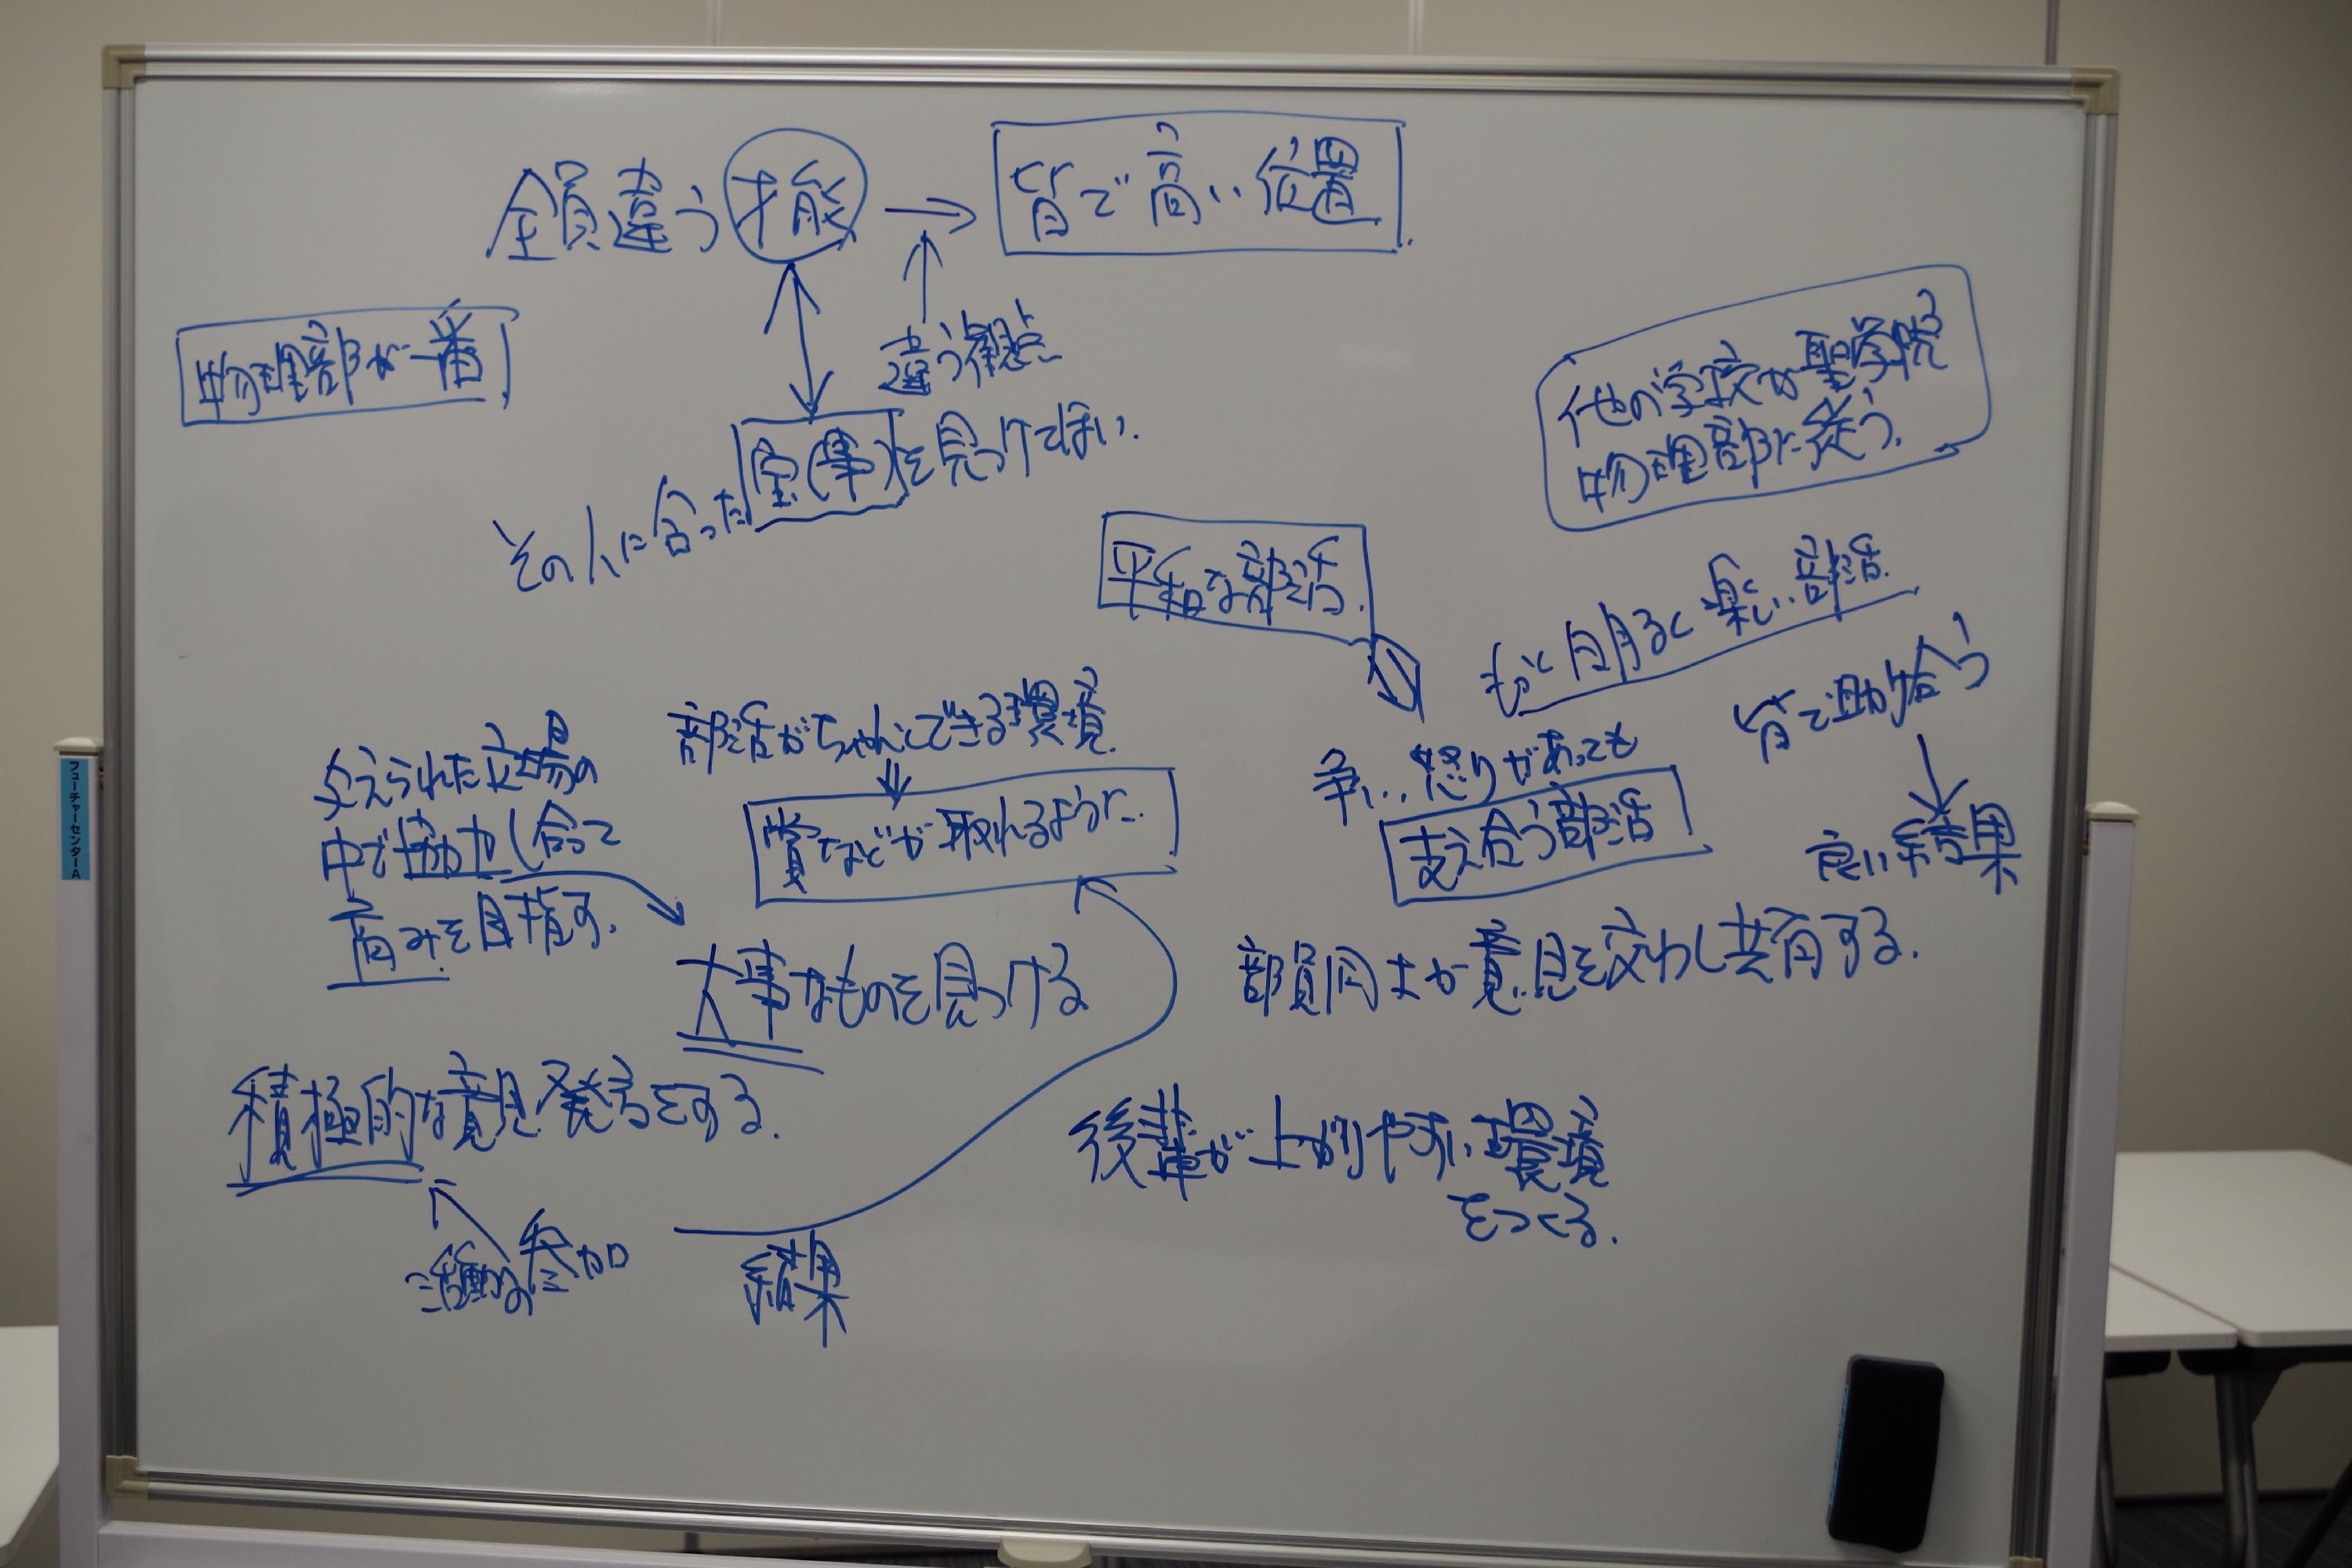 全員違う才能 → 皆で高い位置
違う観点
物理部が一番
その人に合った宝(事)を見つけてほしい.
他の学校が聖学院
物理部に従う.
平和な部活.
もっと明るく楽しい部活.
皆で助け合う
良い結果
部活がちゃんとできる環境.
賞などが取れるように.
与えられた立場の
中で協力し合って
高みを目指す.
争い、怒りがあっても
支え合う部活
大事なものを見つける
部員同士が意見を交わし共有する.
積極的な意見、発言をする.
活動の参加
結果
後輩が上がりやすい環境
をつくる.
フューチャーセンターA